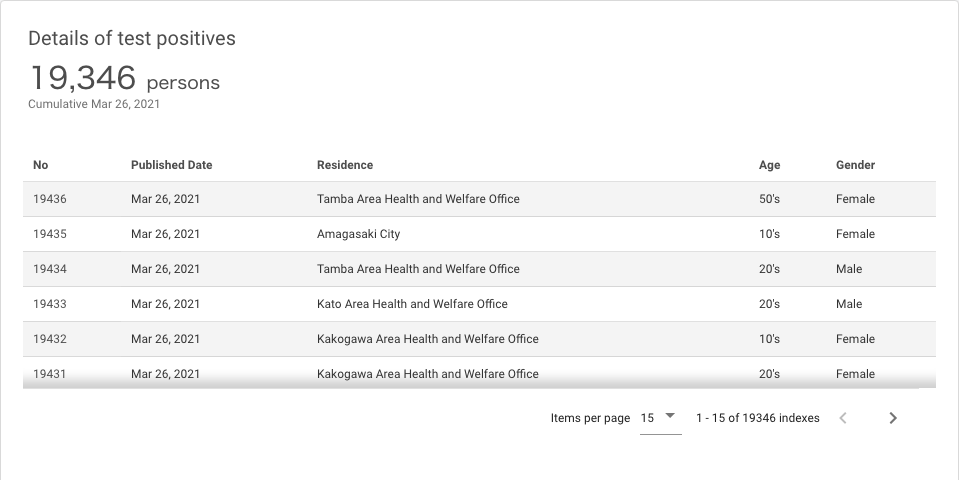 Details of test positives
19,346 persons
Cumulative Mar 26, 2021
No Published Date Residence Age Gender
19436 Mar 26, 2021 Tamba Area Health and Welfare Office 50's Female
19435 Mar 26, 2021 Amagasaki City 10's Female
19434 Mar 26, 2021 Tamba Area Health and Welfare Office 20's Male
19433 Mar 26, 2021 Kato Area Health and Welfare Office 20's Male
19432 Mar 26, 2021 Kakogawa Area Health and Welfare Office 10's Female
19431 Mar 26, 2021 Kakogawa Area Health and Welfare Office 20's Female
Items per page 15 1 - 15 of 19346 indexes